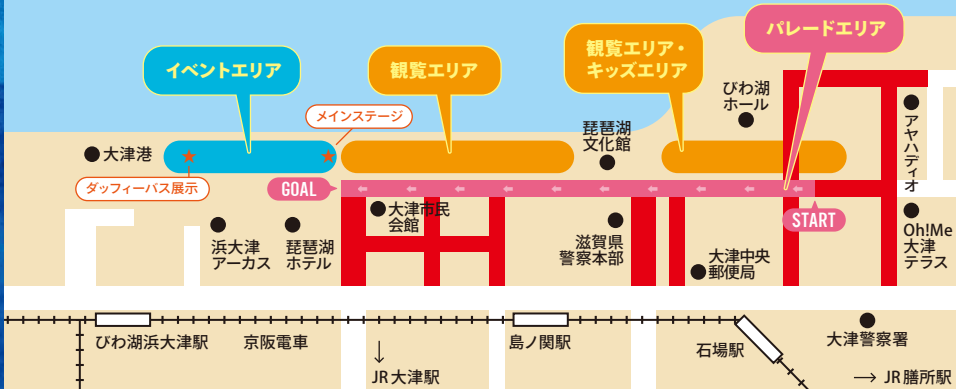 パレードエリア
イベントエリア
観覧エリア
観覧エリア・
キッズエリア
びわ湖
ホール
メインステージ
琵琶湖
文化館
アヤハディオ
大津港
ダッフィーバス展示
GOAL
START
大津市民
会館
浜大津
アーカス
琵琶湖
ホテル
滋賀県
警察本部
大津中央
郵便局
Oh!Me
大津
テラス
びわ湖浜大津駅
京阪電車
島ノ関駅
石場駅
大津警察署
↓
JR大津駅
→ JR膳所駅